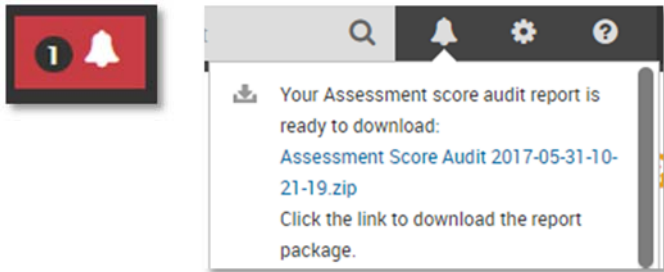 1
Your Assessment score audit report is
ready to download:
Assessment Score Audit 2017-05-31-10-
21-19.zip
Click the link to download the report
package.